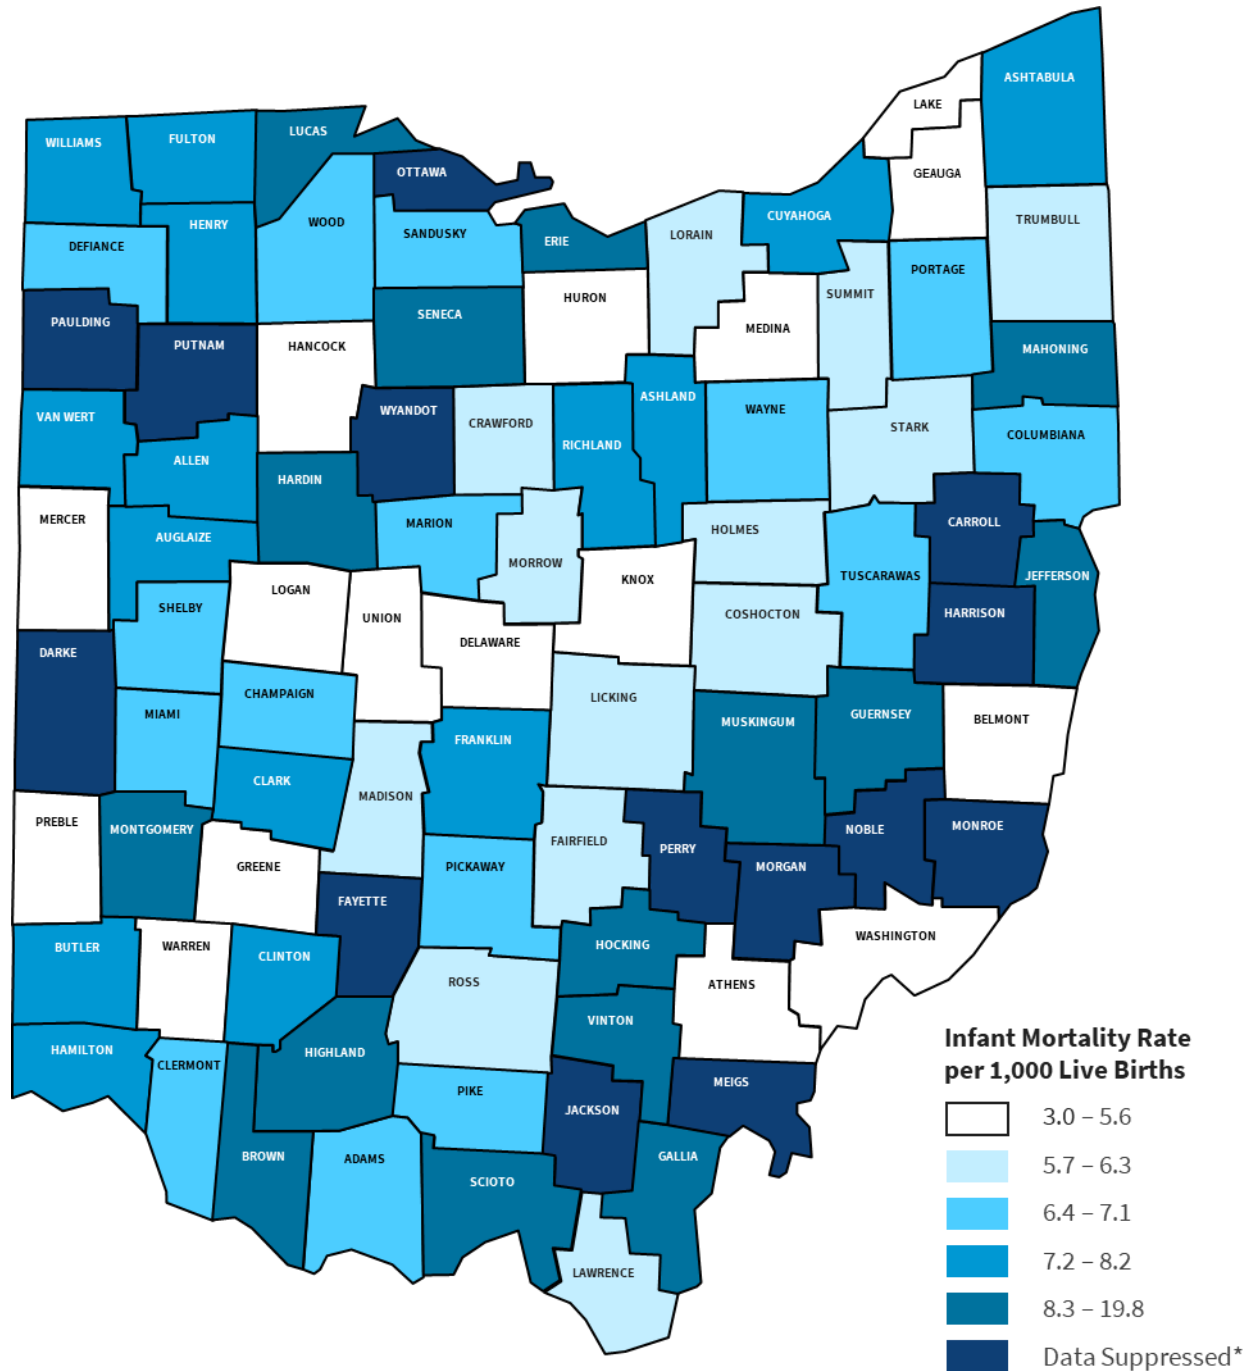 ASHTABULA
LAKE
GEAUGA
LUCAS
FULTON
WILLIAMS
OTTAWA
CUYAHOGA
TRUMBULL
HENRY
WOOD
SANDUSKY
ERIE
LORAIN
DEFIANCE
PORTAGE
SUMMIT
HURON
PAULDING
SENECA
MEDINA
PUTNAM
HANCOCK
MAHONING
ASHLAND
WYANDOT
WAYNE
VAN WERT
CRAWFORD
STARK
COLUMBIANA
RICHLAND
ALLEN
HARDIN
MERCER
MARION
CARROLL
HOLMES
AUGLAIZE
MORROW
KNOX
TUSCARAWAS
JEFFERSON
LOGAN
SHELBY
COSHOCTON
HARRISON
UNION
DELAWARE
DARKE
CHAMPAIGN
LICKING
MIAMI
MUSKINGUM
GUERNSEY
BELMONT
FRANKLIN
CLARK
MADISON
PREBLE
MONTGOMERY
NOBLE
MONROE
FAIRFIELD
PERRY
GREENE
PICKAWAY
MORGAN
FAYETTE
WASHINGTON
BUTLER
WARREN
HOCKING
CLINTON
ROSS
ATHENS
VINTON
HAMILTON
HIGHLAND
CLERMONT
MEIGS
PIKE
JACKSON
BROWN
ADAMS
GALLIA
SCIOTO
LAWRENCE
Infant Mortality Rate
per 1,000 Live Births
3.0 – 5.6
5.7 – 6.3
6.4 – 7.1
7.2 – 8.2
8.3 – 19.8
Data Suppressed*